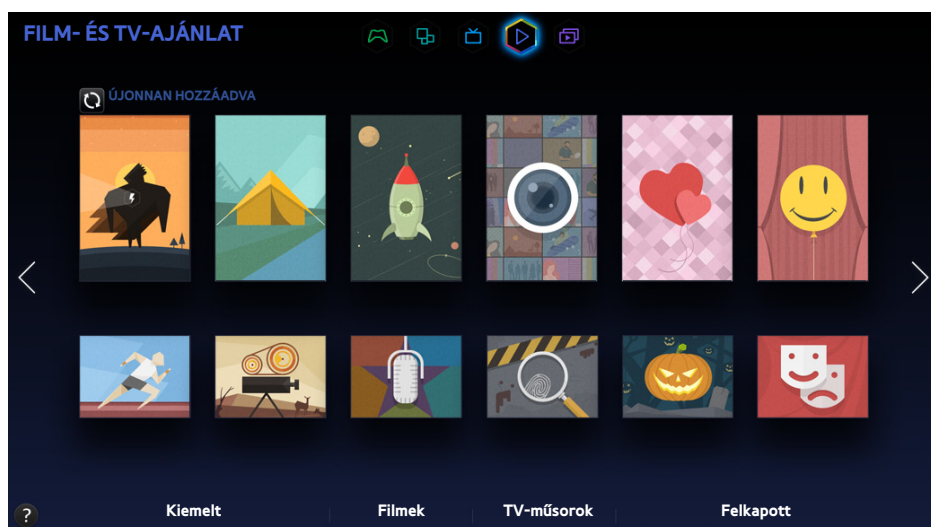 FILM- ÉS TV-AJÁNLAT
ÚJONNAN HOZZÁADVA
?
Kiemelt
Filmek
TV-műsorok
Felkapott